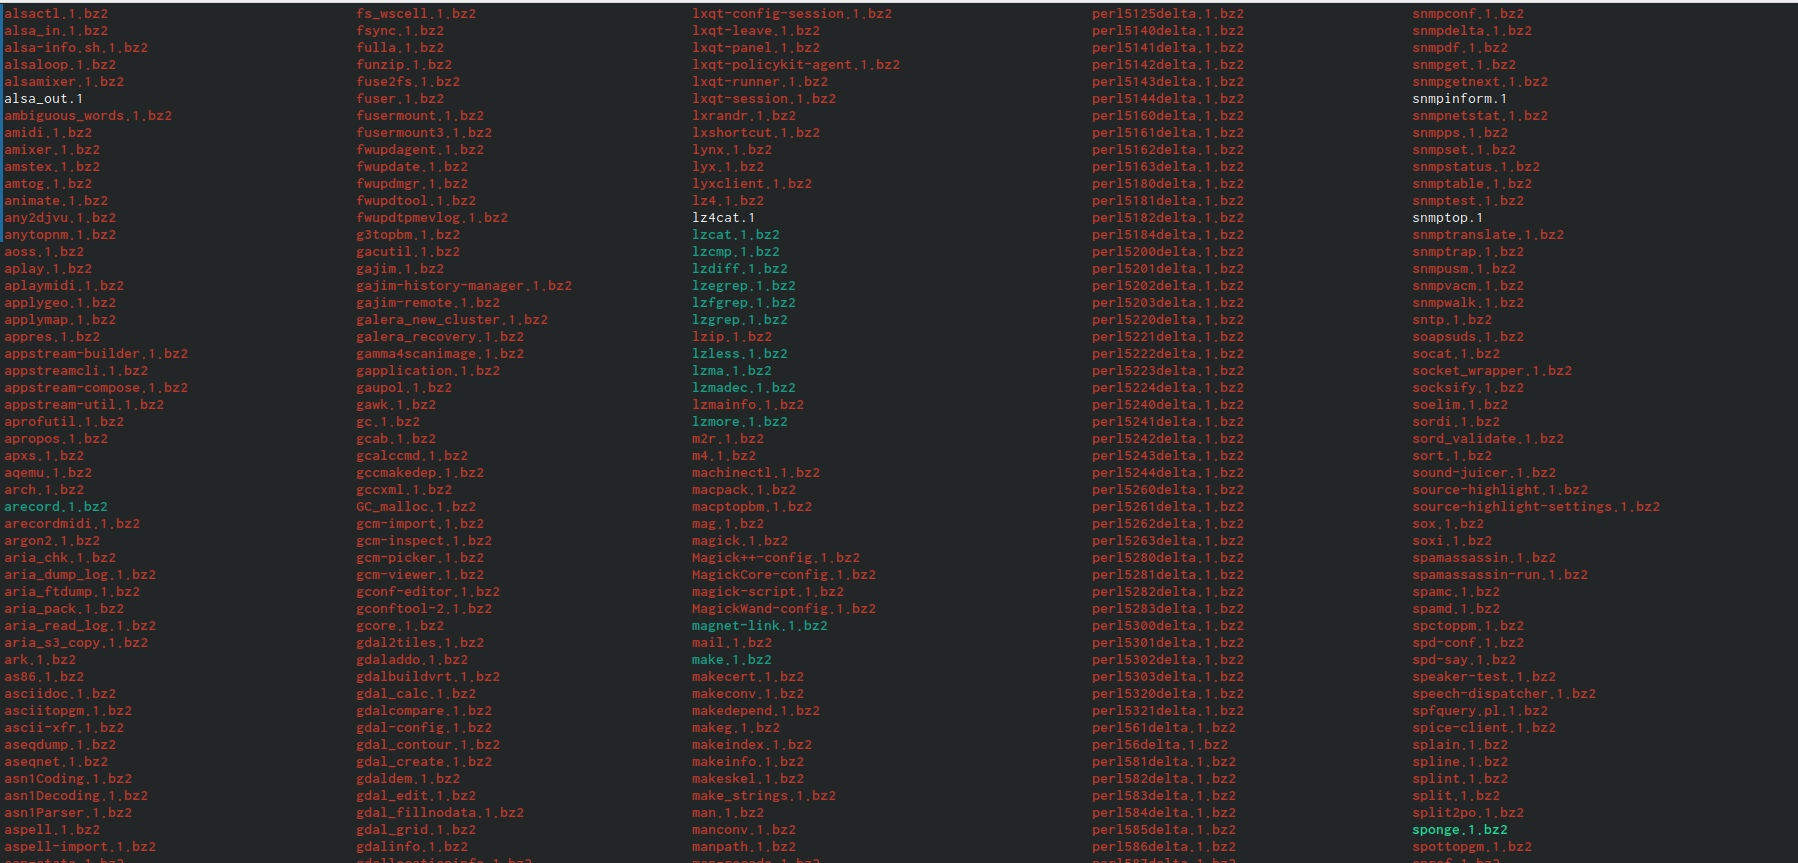 alsactl.1.bz2 fs_wscell.1.bz2 lxqt-config-session.1.bz2 perl5125delta.1.bz2 snmpconf.1.bz2
alsa_in.1.bz2 fsync.1.bz2 lxqt-leave.1.bz2 perl5140delta.1.bz2 snmpdelta.1.bz2
alsa-info.sh.1.bz2 fulla.1.bz2 lxqt-panel.1.bz2 perl5141delta.1.bz2 snmpdf.1.bz2
alsaloop.1.bz2 funzip.1.bz2 lxqt-policykit-agent.1.bz2 perl5142delta.1.bz2 snmpget.1.bz2
alsamixer.1.bz2 fuse2fs.1.bz2 lxqt-runner.1.bz2 perl5143delta.1.bz2 snmpgetnext.1.bz2
alsa_out.1 fuser.1.bz2 lxqt-session.1.bz2 perl5144delta.1.bz2 snmpinform.1
ambiguous_words.1.bz2 fusermount.1.bz2 lxrandr.1.bz2 perl5160delta.1.bz2 snmpnetstat.1.bz2
amidi.1.bz2 fusermount3.1.bz2 lxshortcut.1.bz2 perl5161delta.1.bz2 snmpps.1.bz2
amixer.1.bz2 fwupdagent.1.bz2 lynx.1.bz2 perl5162delta.1.bz2 snmpset.1.bz2
amstex.1.bz2 fwupdate.1.bz2 lyx.1.bz2 perl5163delta.1.bz2 snmpstatus.1.bz2
amtog.1.bz2 fwupdmgr.1.bz2 lyxclient.1.bz2 perl5180delta.1.bz2 snmptable.1.bz2
animate.1.bz2 fwupdtool.1.bz2 lz4.1.bz2 perl5181delta.1.bz2 snmptest.1.bz2
any2djvu.1.bz2 fwupdtpmevlog.1.bz2 lz4cat.1 perl5182delta.1.bz2 snmptop.1
anytopnm.1.bz2 g3topbm.1.bz2 lzcat.1.bz2 perl5184delta.1.bz2 snmptranslate.1.bz2
aoss.1.bz2 gacutil.1.bz2 lzcmp.1.bz2 perl5200delta.1.bz2 snmptrap.1.bz2
aplay.1.bz2 gajim.1.bz2 lzdiff.1.bz2 perl5201delta.1.bz2 snmpusm.1.bz2
aplaymidi.1.bz2 gajim-history-manager.1.bz2 lzegrep.1.bz2 perl5202delta.1.bz2 snmpvacm.1.bz2
applygeo.1.bz2 gajim-remote.1.bz2 lzfgrep.1.bz2 perl5203delta.1.bz2 snmpwalk.1.bz2
applymap.1.bz2 galera_new_cluster.1.bz2 lzgrep.1.bz2 perl5220delta.1.bz2 sntp.1.bz2
appres.1.bz2 galera_recovery.1.bz2 lzip.1.bz2 perl5221delta.1.bz2 soapsuds.1.bz2
appstream-builder.1.bz2 gamma4scanimage.1.bz2 lzless.1.bz2 perl5222delta.1.bz2 socat.1.bz2
appstreamcli.1.bz2 gapplication.1.bz2 lzma.1.bz2 perl5223delta.1.bz2 socket_wrapper.1.bz2
appstream-compose.1.bz2 gaupol.1.bz2 lzmadec.1.bz2 perl5224delta.1.bz2 socksify.1.bz2
appstream-util.1.bz2 gawk.1.bz2 lzmainfo.1.bz2 perl5240delta.1.bz2 soelim.1.bz2
aprofutil.1.bz2 gc.1.bz2 lzmore.1.bz2 perl5241delta.1.bz2 sordi.1.bz2
apropos.1.bz2 gcab.1.bz2 m2r.1.bz2 perl5242delta.1.bz2 sord_validate.1.bz2
apxs.1.bz2 gcalccmd.1.bz2 m4.1.bz2 perl5243delta.1.bz2 sort.1.bz2
aqemu.1.bz2 gccmakedep.1.bz2 machinectl.1.bz2 perl5244delta.1.bz2 sound-juicer.1.bz2
arch.1.bz2 gccxml.1.bz2 macpack.1.bz2 perl5260delta.1.bz2 source-highlight.1.bz2
arecord.1.bz2 GC_malloc.1.bz2 macptopbm.1.bz2 perl5261delta.1.bz2 source-highlight-settings.1.bz2
arecordmidi.1.bz2 gcm-import.1.bz2 mag.1.bz2 perl5262delta.1.bz2 sox.1.bz2
argon2.1.bz2 gcm-inspect.1.bz2 magick.1.bz2 perl5263delta.1.bz2 soxi.1.bz2
aria_chk.1.bz2 gcm-picker.1.bz2 Magick++-config.1.bz2 perl5280delta.1.bz2 spamassassin.1.bz2
aria_dump_log.1.bz2 gcm-viewer.1.bz2 MagickCore-config.1.bz2 perl5281delta.1.bz2 spamassassin-run.1.bz2
aria_ftdump.1.bz2 gconf-editor.1.bz2 magick-script.1.bz2 perl5282delta.1.bz2 spamc.1.bz2
aria_pack.1.bz2 gconftool-2.1.bz2 MagickWand-config.1.bz2 perl5283delta.1.bz2 spamd.1.bz2
aria_read_log.1.bz2 gcore.1.bz2 magnet-link.1.bz2 perl5300delta.1.bz2 spctoppm.1.bz2
aria_s3_copy.1.bz2 gdal2tiles.1.bz2 mail.1.bz2 perl5301delta.1.bz2 spd-conf.1.bz2
ark.1.bz2 gdaladdo.1.bz2 make.1.bz2 perl5302delta.1.bz2 spd-say.1.bz2
as86.1.bz2 gdalbuildvrt.1.bz2 makecert.1.bz2 perl5303delta.1.bz2 speaker-test.1.bz2
asciidoc.1.bz2 gdal_calc.1.bz2 makeconv.1.bz2 perl5320delta.1.bz2 speech-dispatcher.1.bz2
asciitopgm.1.bz2 gdalcompare.1.bz2 makedepend.1.bz2 perl5321delta.1.bz2 spfquery.pl.1.bz2
ascii-xfr.1.bz2 gdal-config.1.bz2 makeg.1.bz2 perl561delta.1.bz2 spice-client.1.bz2
aseqdump.1.bz2 gdal_contour.1.bz2 makeindex.1.bz2 perl56delta.1.bz2 splain.1.bz2
aseqnet.1.bz2 gdal_create.1.bz2 makeinfo.1.bz2 perl581delta.1.bz2 spline.1.bz2
asn1Coding.1.bz2 gdaldem.1.bz2 makeskel.1.bz2 perl582delta.1.bz2 splint.1.bz2
asn1Decoding.1.bz2 gdal_edit.1.bz2 make_strings.1.bz2 perl583delta.1.bz2 split.1.bz2
asn1Parser.1.bz2 gdal_fillnodata.1.bz2 man.1.bz2 perl584delta.1.bz2 split2po.1.bz2
aspell.1.bz2 gdal_grid.1.bz2 manconv.1.bz2 perl585delta.1.bz2 sponge.1.bz2
aspell-import.1.bz2 gdalinfo.1.bz2 manpath.1.bz2 perl586delta.1.bz2 spottopgm.1.bz2